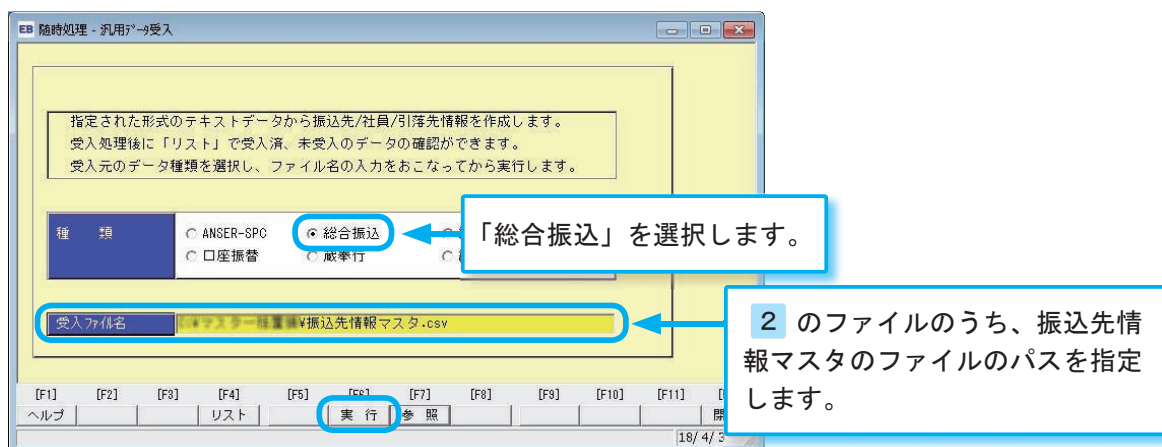 EB 随時処理 - 汎用ﾃﾞｰﾀ受入
指定された形式のテキストデータから振込先/社員/引落先情報を作成します。
受入処理後に「リスト」で受入済、未受入のデータの確認ができます。
受入元のデータ種類を選択し、ファイル名の入力をおこなってから実行します。
種 類
ANSER-SPC 総合振込
口座振替 蔵奉行
「総合振込」を選択します。
受入ﾌｧｲﾙ名 ¥振込先情報マスタ.csv
2 のファイルのうち、振込先情
報マスタのファイルのパスを指定
します。
[F1] [F2] [F3] [F4] [F5] [F6] [F7] [F8] [F9] [F10] [F11]
ヘルプ リスト 実 行 参 照
18/ 4/